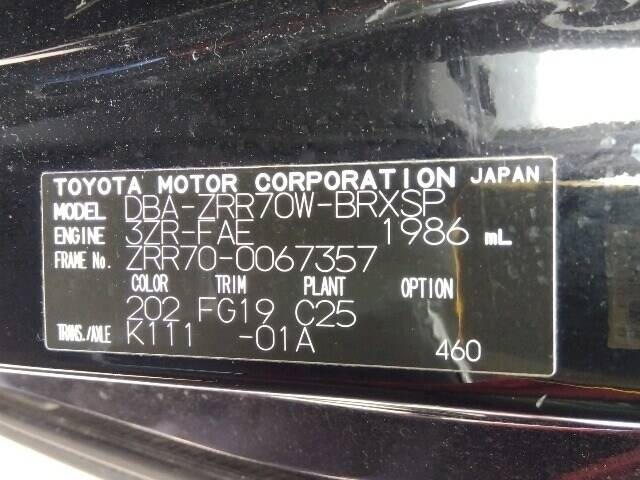 TOYOTA MOTOR CORPORATION JAPAN
MODEL DBA-ZRR70W-BRXSP
ENGINE 3ZR-FAE 1986 mL
FRAME No. ZRR70-0067357
COLOR TRIM PLANT OPTION
202 FG19 C25
TRANS./AXLE K111 -01A
460